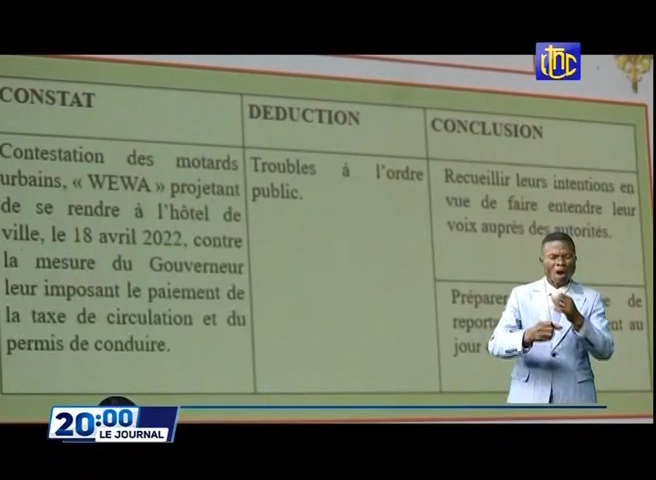 CONSTAT
DEDUCTION
CONCLUSION
Contestation des motards
urbains, « WEWA » projetant
de se rendre à l'hôtel de
ville, le 18 avril 2022, contre
la mesure du Gouverneur
leur imposant le paiement de
la taxe de circulation et du
permis de conduire.
Troubles à l'ordre
public.
Recueillir leurs intentions en
vue de faire entendre leur
voix auprès des autorités.
de
jour
au
20:00
LE JOURNAL